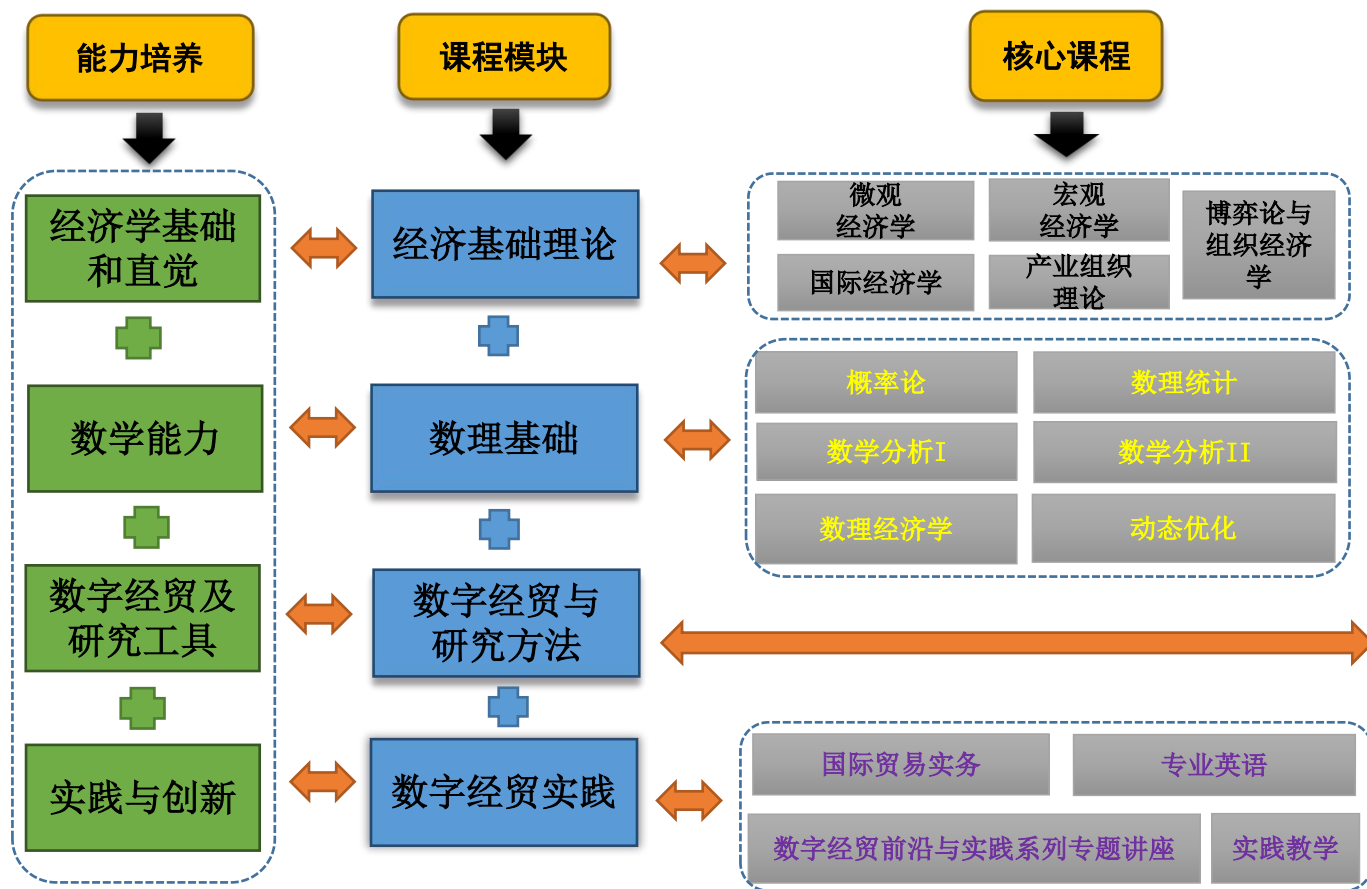 能力培养
课程模块
核心课程
经济学基础
和直觉
经济基础理论
微观
经济学
宏观
经济学
博弈论与
组织经济
学
国际经济学
产业组织
理论
数学能力
数理基础
概率论
数理统计
数学分析I
数学分析II
数理经济学
动态优化
数字经贸及
研究工具
数字经贸与
研究方法
实践与创新
数字经贸实践
国际贸易实务
专业英语
数字经贸前沿与实践系列专题讲座
实践教学